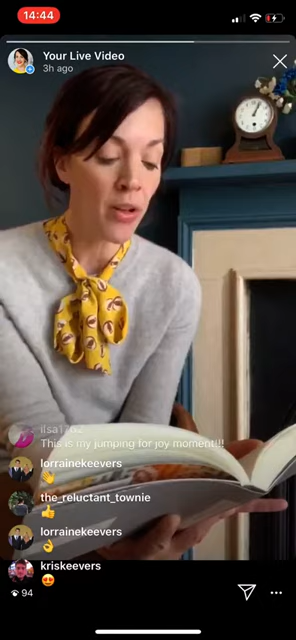 14:44
Your Live Video
3h ago
ilsa1762
This is my jumping for joy moment!!!
lorrainekeevers
👋
the_reluctant_townie
👍
lorrainekeevers
👌
kriskeevers
😍
94